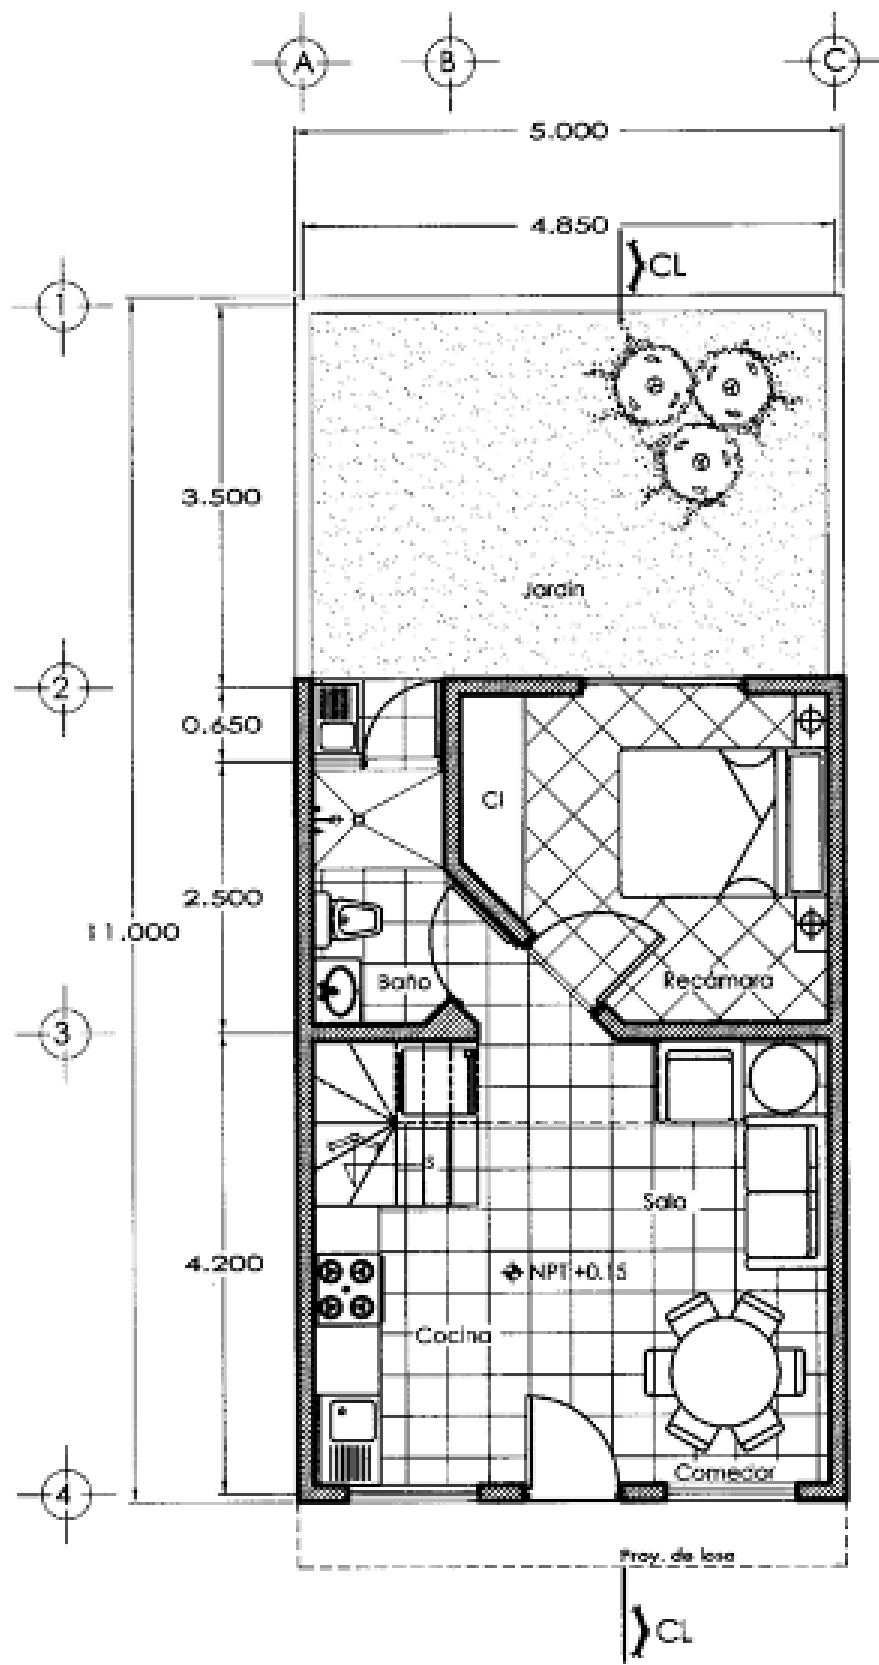 A B C
5.000
4.850
CL
1
3.500
Jardín
2
0.650
Cl
2.500
11.000
Baño
Recámara
3
S
Sala
4.200
NPT +0.15
Cocina
Comedor
4
Proy. de losa
CL